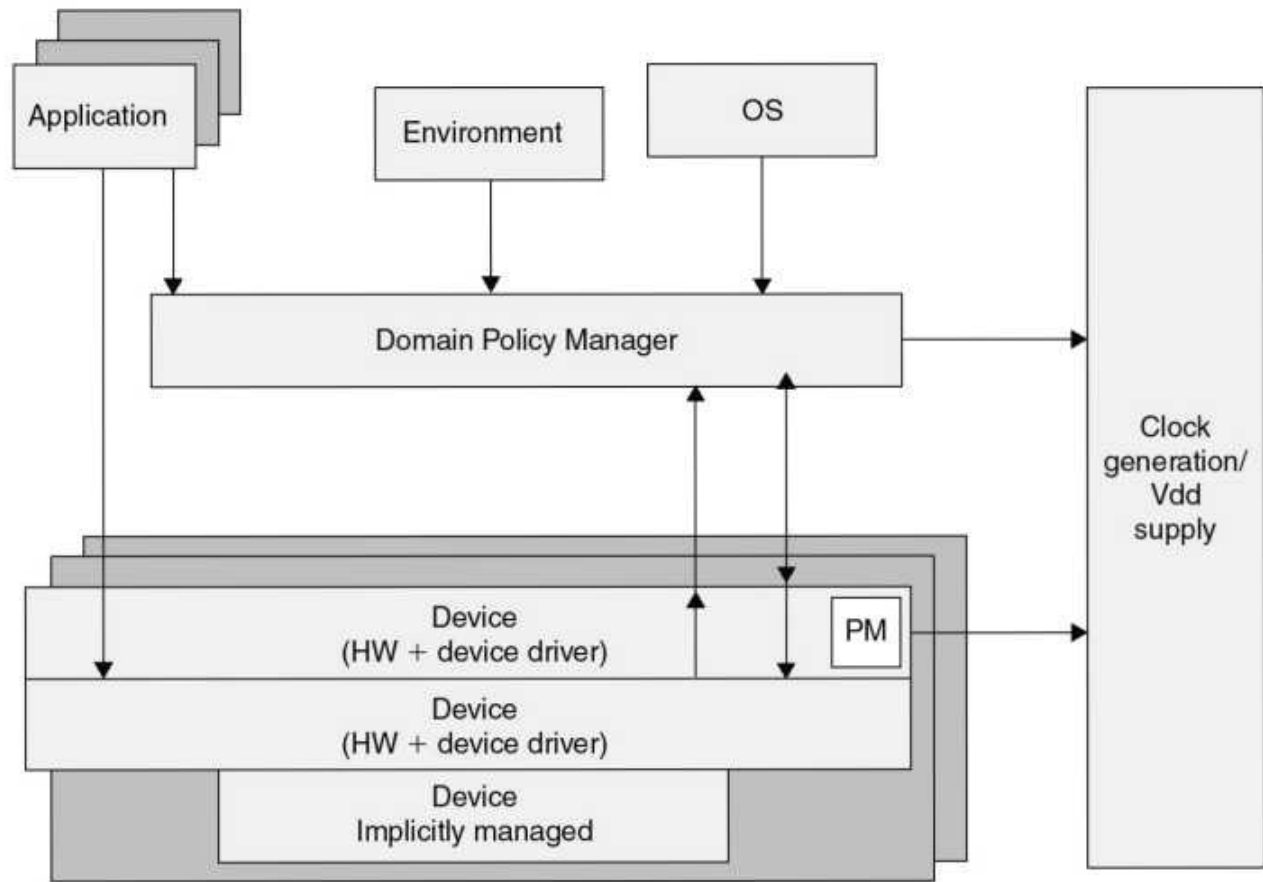 Application
Environment
OS
Domain Policy Manager
Clock
generation/
Vdd
supply
Device
(HW + device driver)
PM
Device
(HW + device driver)
Device
Implicitly managed